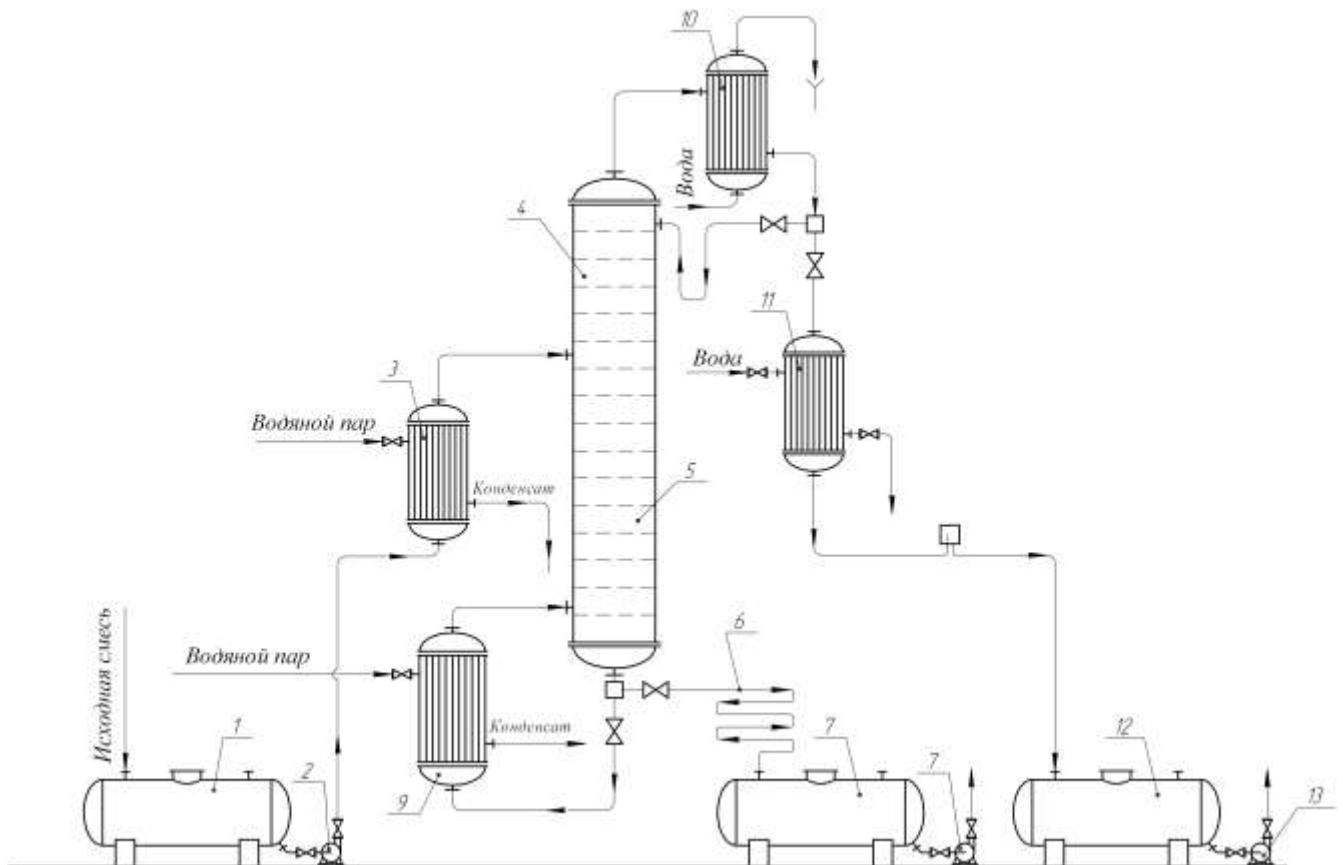 10
Вода
4
11
Вода
3
Водяной пар
Конденсат
5
Исходная смесь
Водяной пар
6
Конденсат
1
2
9
7
7
12
13